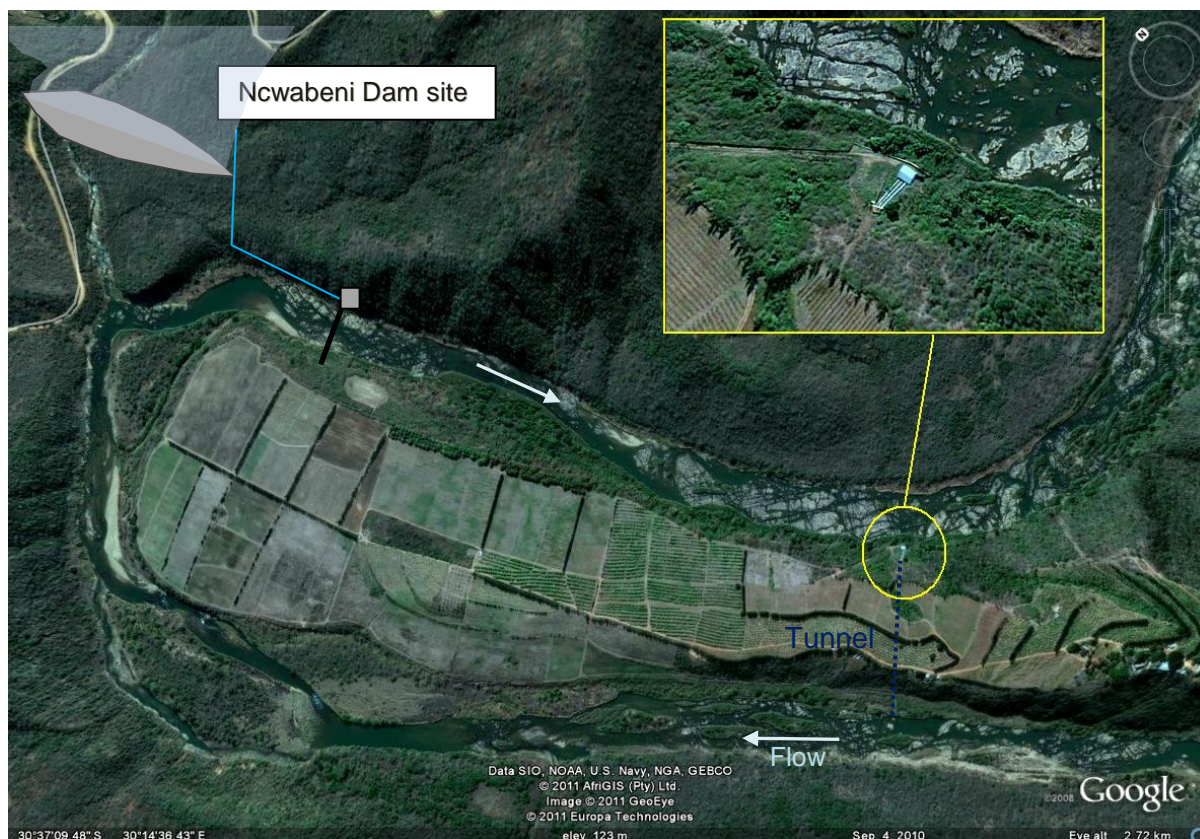 Ncwabeni Dam site
N
Tunnel
Flow
Data SIO, NOAA, U.S. Navy, NGA, GEBCO
© 2011 AfriGIS (Pty) Ltd.
Image © 2011 GeoEye
© 2011 Europa Technologies
©2008 Google
30°37'09.48" S 30°14'36.43" E elev 123 m Sep 4, 2010 Eye alt 2.72 km